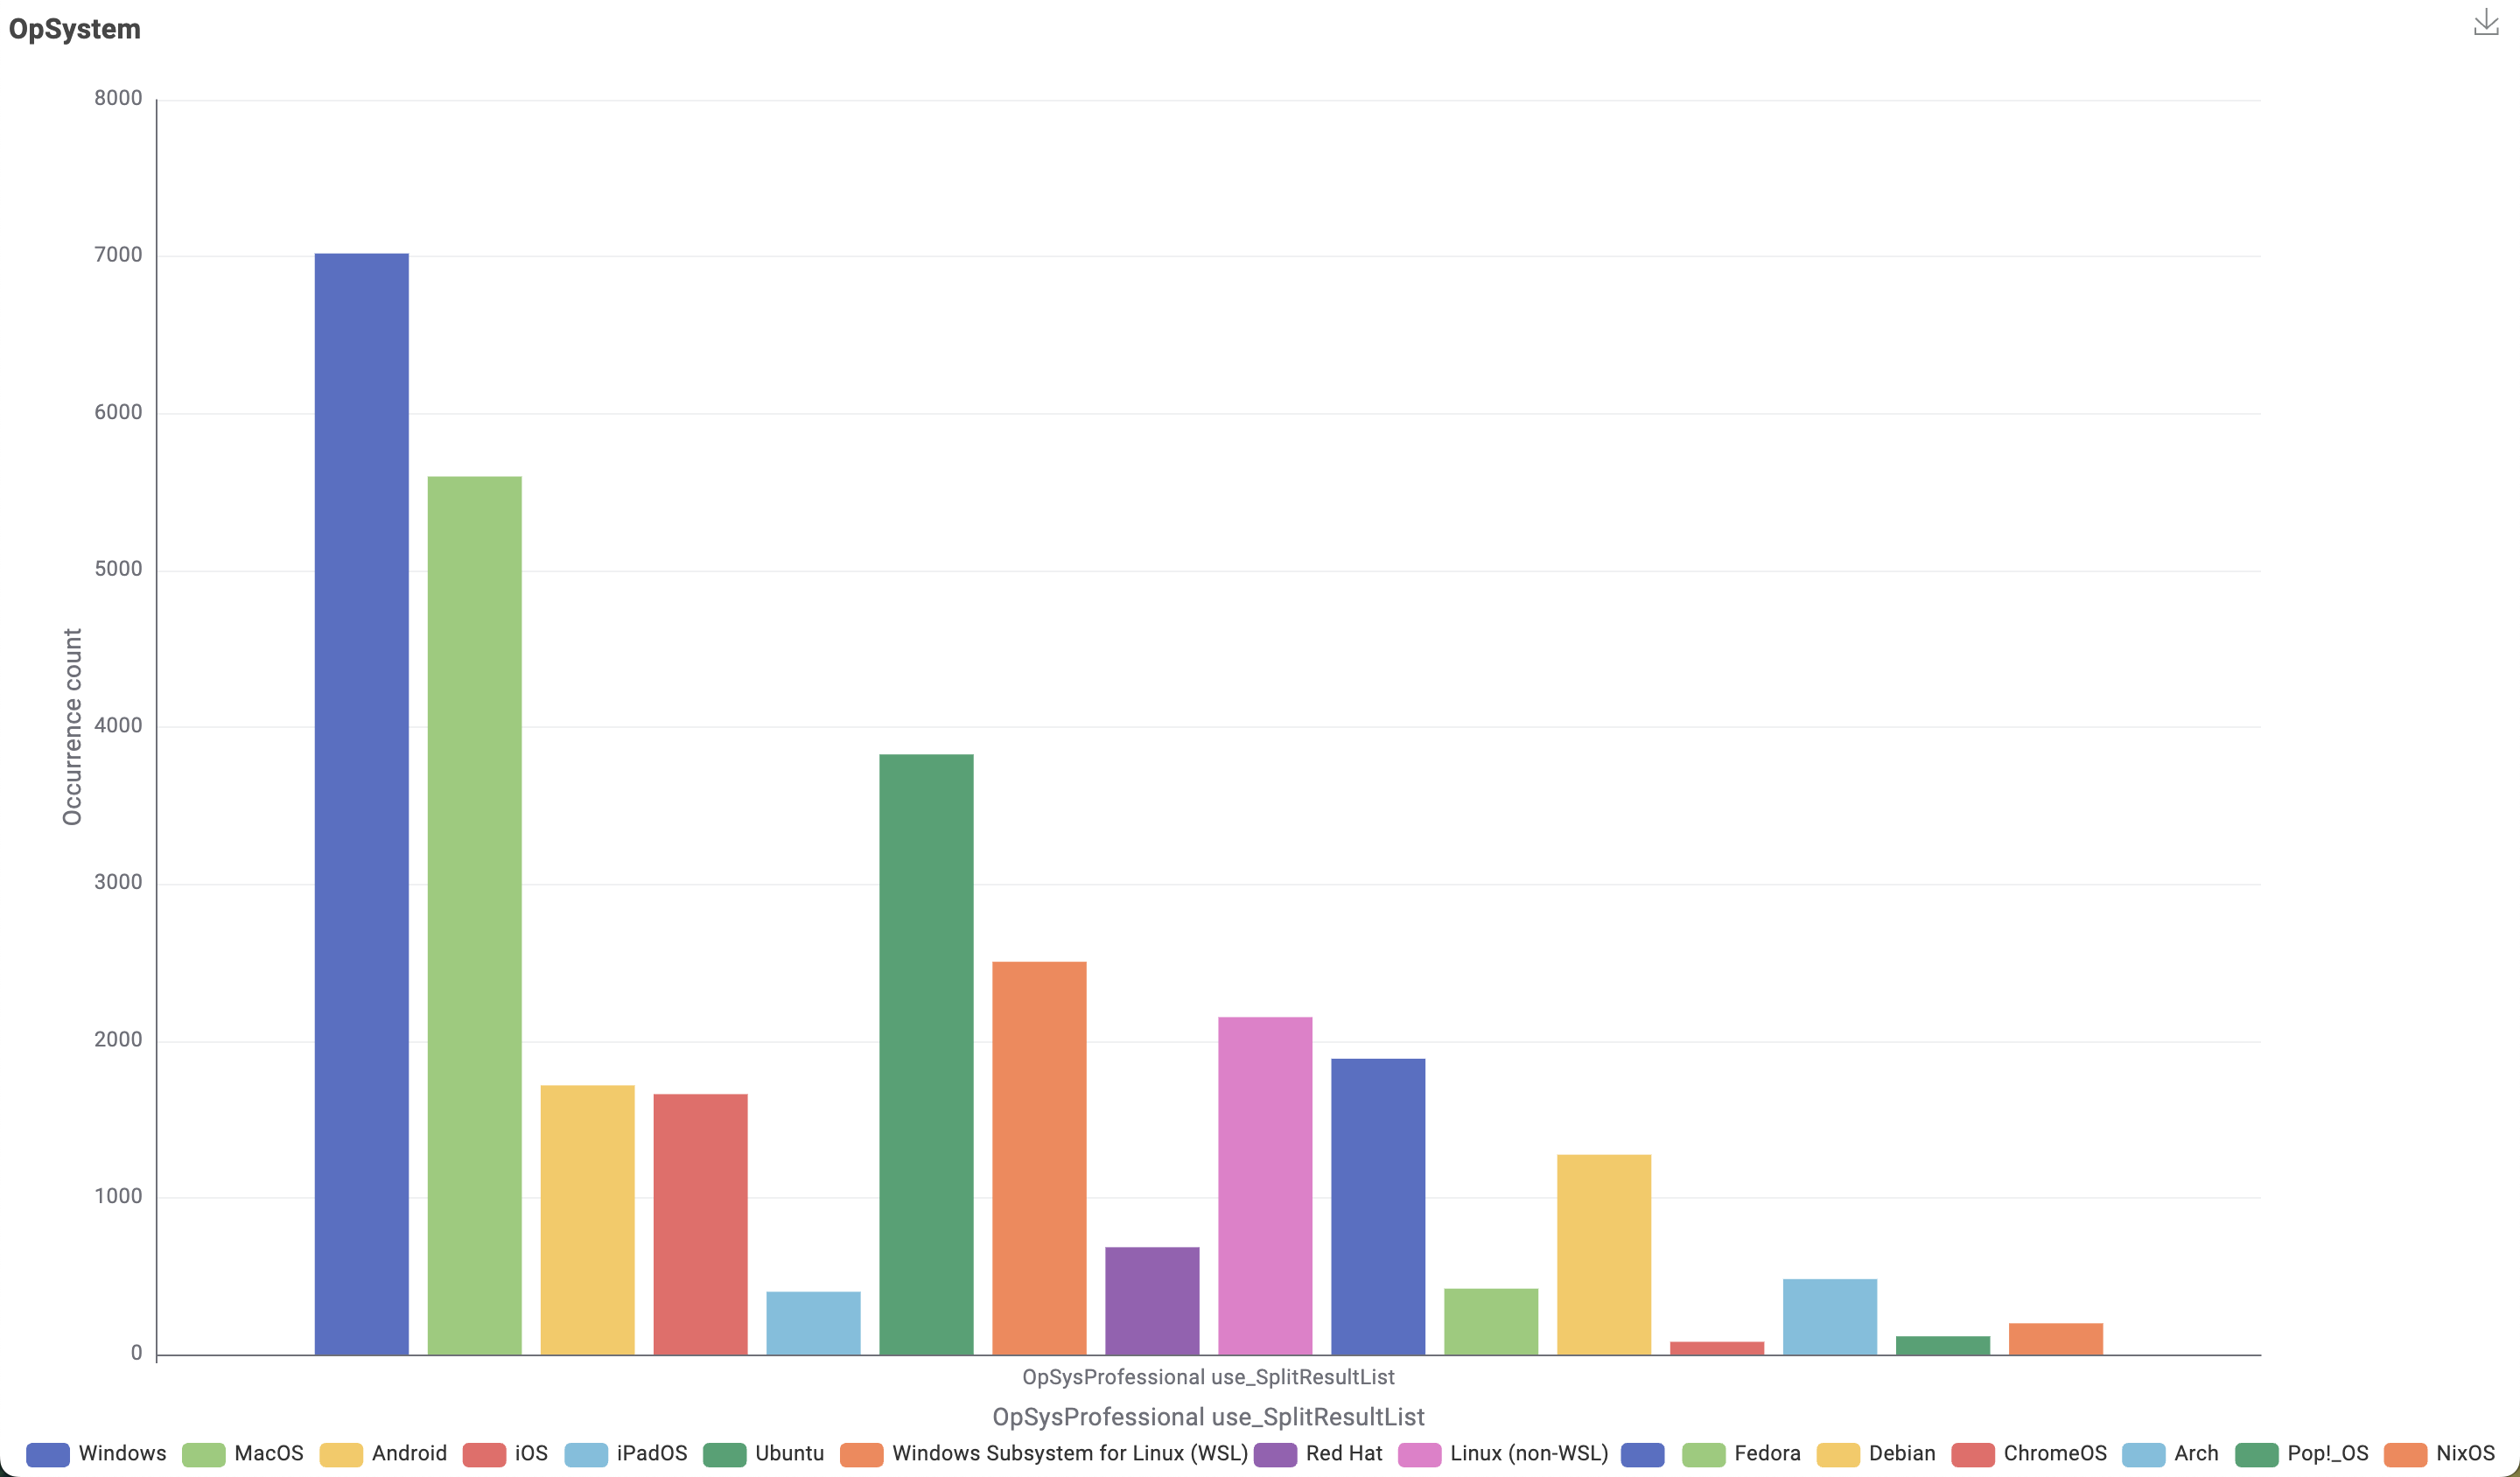 OpSystem
8000
7000
6000
5000
4000
3000
2000
1000
0
Occurrence count
OpSysProfessional use_SplitResultList
OpSysProfessional use_SplitResultList
Windows MacOS Android iOS iPadOS Ubuntu Windows Subsystem for Linux (WSL) Red Hat Linux (non-WSL) Fedora Debian ChromeOS Arch Pop!_OS NixOS